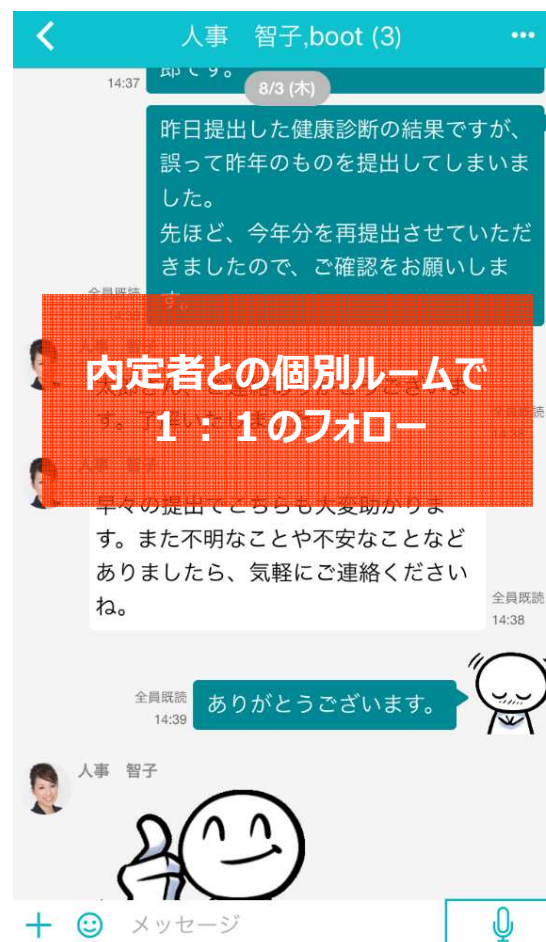 人事 智子,boot (3)
14:37
8/3 (木)
昨日提出した健康診断の結果ですが、
誤って昨年のものを提出してしまいま
した。
先ほど、今年分を再提出させていただ
きましたので、ご確認をお願いしま
す。
全員既読
内定者との個別ルームで
1:1のフォロー
早々の提出でこちらも大変助かりま
す。また不明なことや不安なことなど
ありましたら、気軽にご連絡ください
ね。
全員既読
14:38
全員既読
14:39
ありがとうございます。
人事 智子
メッセージ